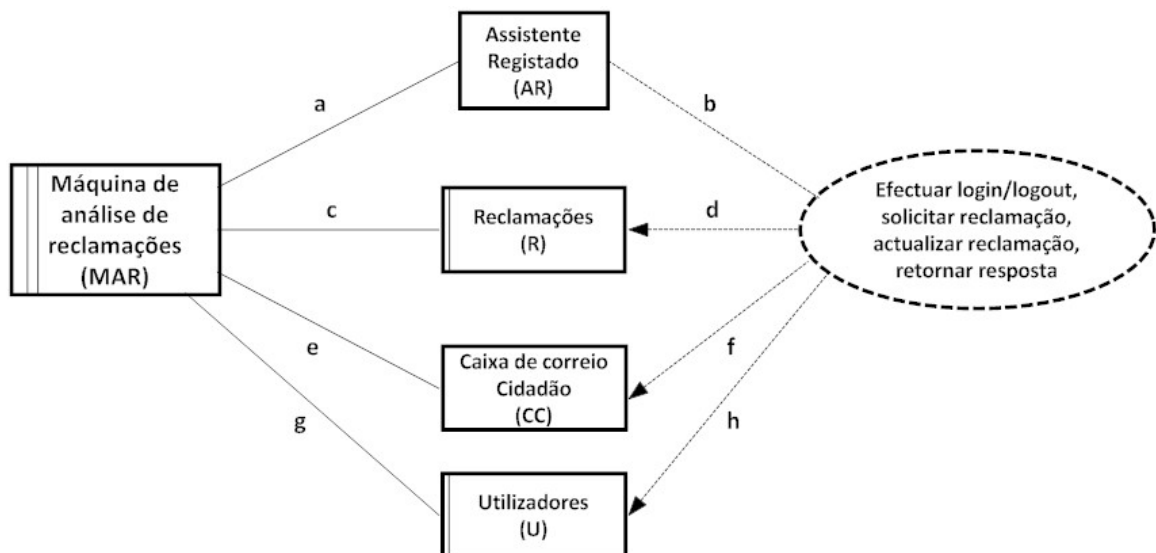 Assistente
Registado
(AR)
a
b
Máquina de
análise de
reclamações
(MAR)
c
Reclamações
(R)
d
Efectuar login/logout,
solicitar reclamação,
actualizar reclamação,
retornar resposta
e
Caixa de correio
Cidadão
(CC)
f
g
h
Utilizadores
(U)